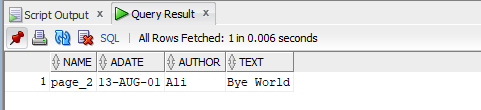 Script Output × Query Result ×
SQL | All Rows Fetched: 1 in 0.006 seconds
NAME ADATE AUTHOR TEXT
1 page_2 13-AUG-01 Ali Bye World